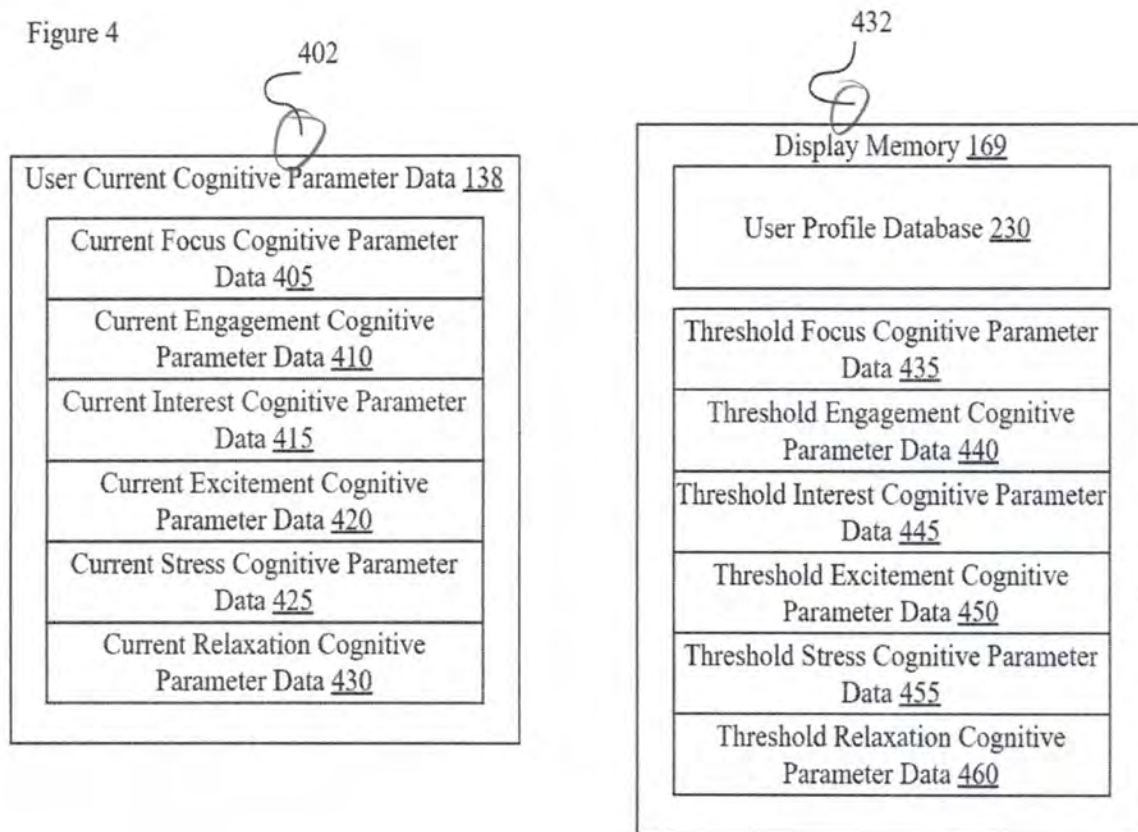 Figure 4
402
432
User Current Cognitive Parameter Data 138
Current Focus Cognitive Parameter
Data 405
Current Engagement Cognitive
Parameter Data 410
Current Interest Cognitive Parameter
Data 415
Current Excitement Cognitive
Parameter Data 420
Current Stress Cognitive Parameter
Data 425
Current Relaxation Cognitive
Parameter Data 430
Display Memory 169
User Profile Database 230
Threshold Focus Cognitive Parameter
Data 435
Threshold Engagement Cognitive
Parameter Data 440
Threshold Interest Cognitive Parameter
Data 445
Threshold Excitement Cognitive
Parameter Data 450
Threshold Stress Cognitive Parameter
Data 455
Threshold Relaxation Cognitive
Parameter Data 460